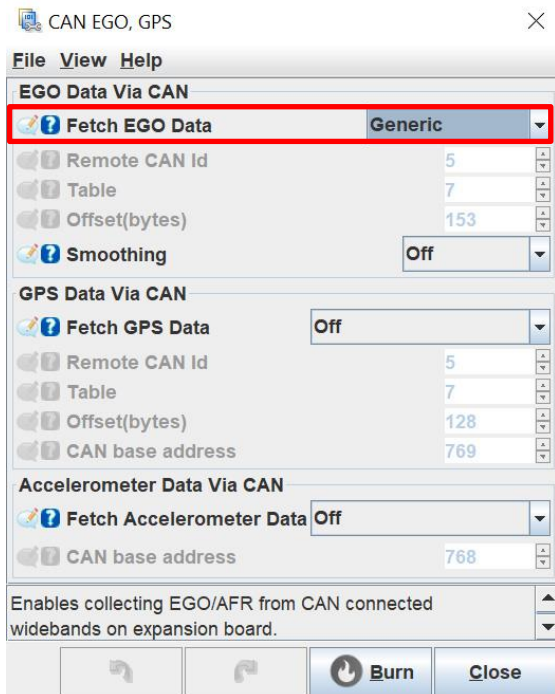 CAN EGO, GPS
File View Help
EGO Data Via CAN
Fetch EGO Data Generic
Remote CAN Id 5
Table 7
Offset(bytes) 153
Smoothing Off
GPS Data Via CAN
Fetch GPS Data Off
Remote CAN Id 5
Table 7
Offset(bytes) 128
CAN base address 769
Accelerometer Data Via CAN
Fetch Accelerometer Data Off
CAN base address 768
Enables collecting EGO/AFR from CAN connected
widebands on expansion board.
Burn Close